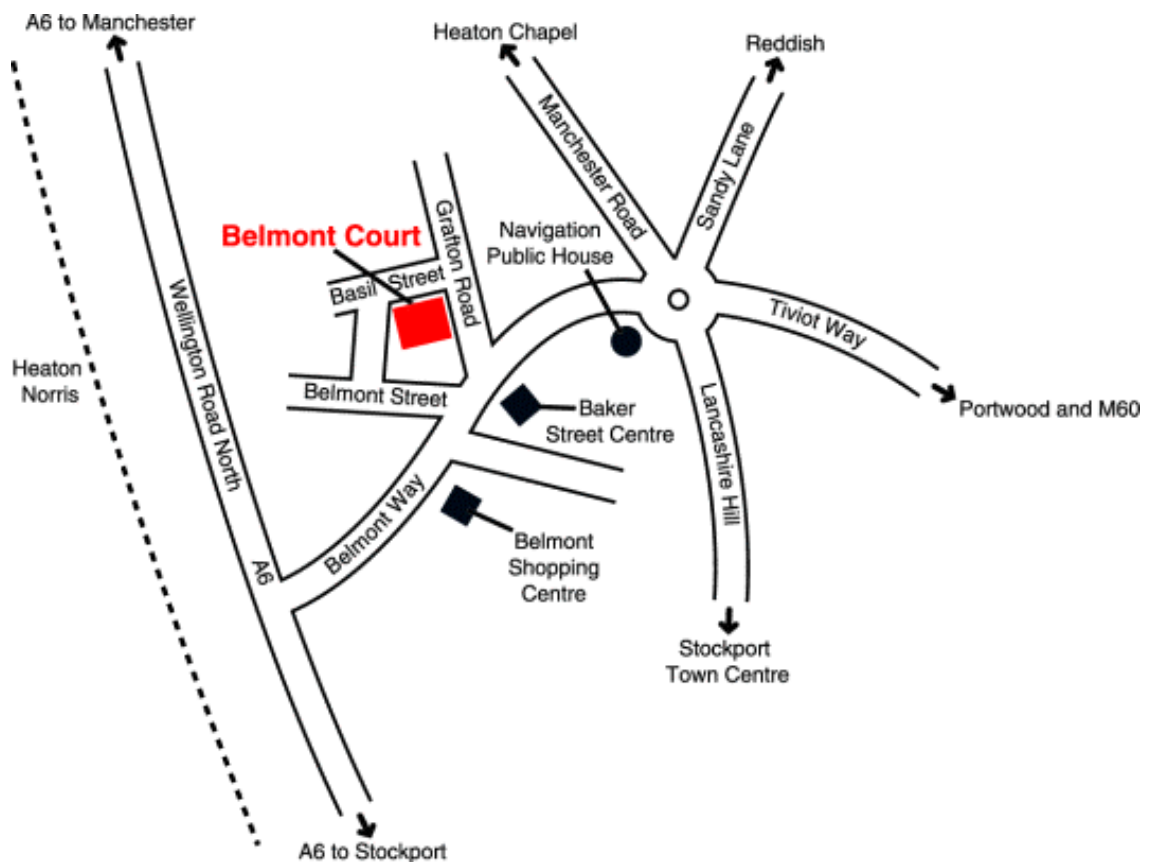 A6 to Manchester
Heaton Chapel
Reddish
Manchester Road
Sandy Lane
Grafton Road
Belmont Court
Navigation
Public House
Basil Street
Wellington Road North
Tiviot Way
Heaton
Norris
Belmont Street
Baker
Street Centre
Portwood and M60
Lancashire Hill
Belmont Way
Belmont
Shopping
Centre
A6
Stockport
Town Centre
A6 to Stockport